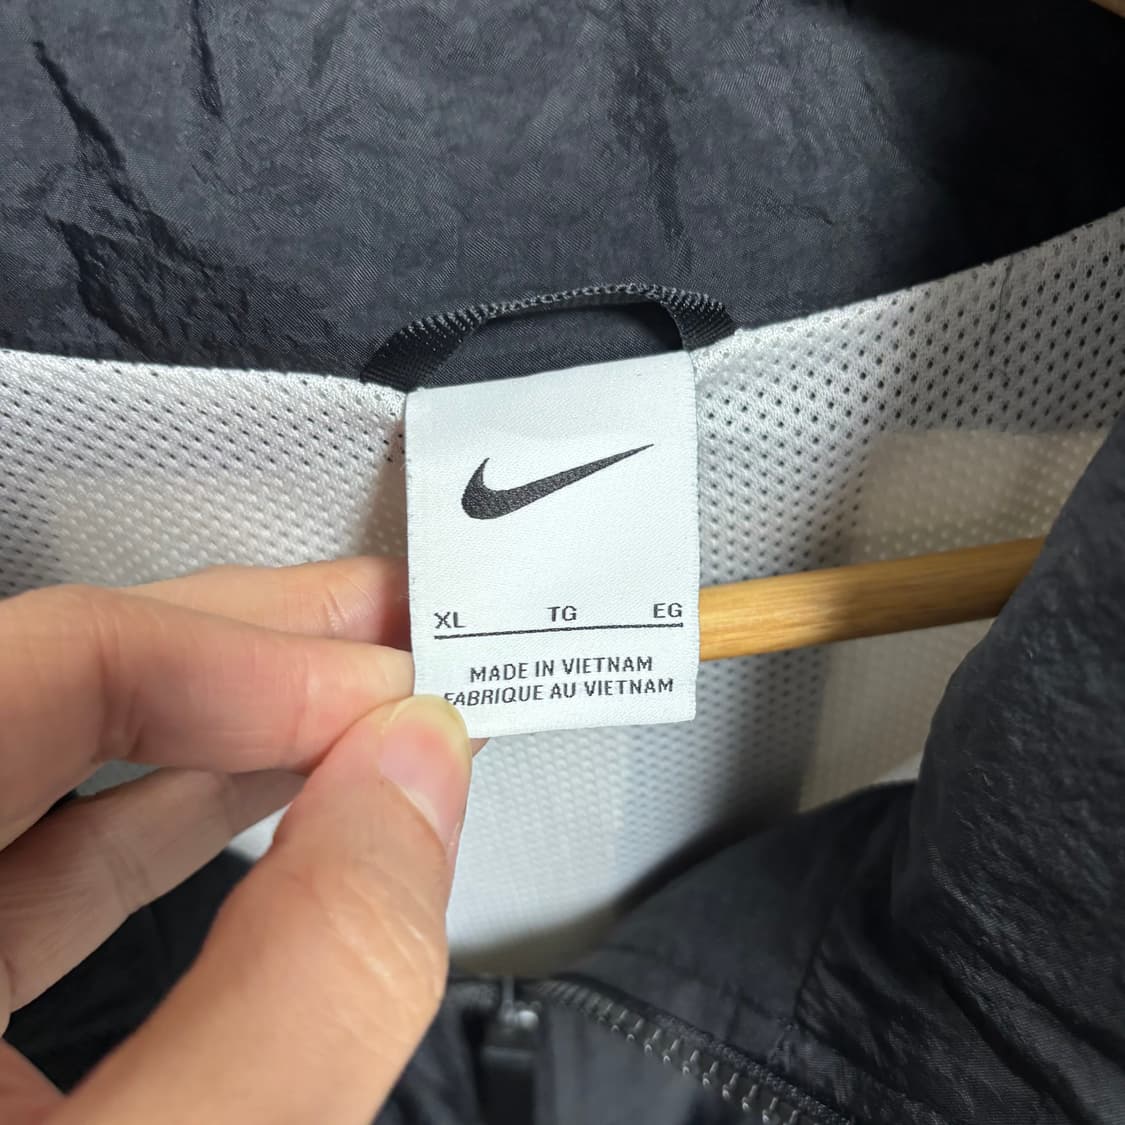 XL TG EG
MADE IN VIETNAM
FABRIQUE AU VIETNAM